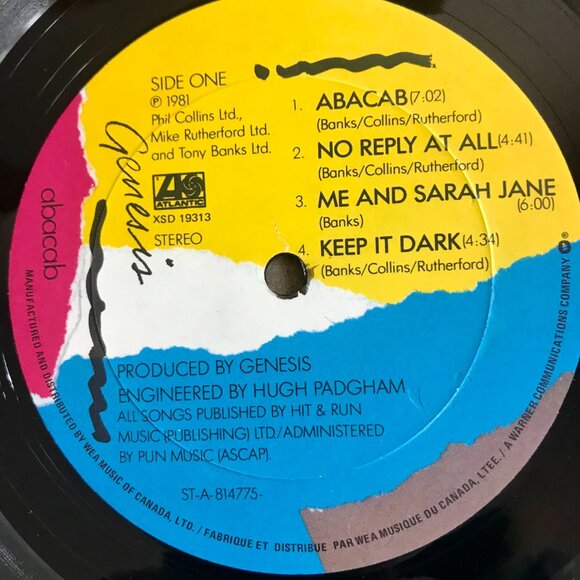 SIDE ONE
℗ 1981
Phil Collins Ltd.,
Mike Rutherford Ltd.
and Tony Banks Ltd.
ATLANTIC
XSD 19313
STEREO
Genesis
1. ABACAB (7:02)
(Banks/Collins/Rutherford)
2. NO REPLY AT ALL (4:41)
(Banks/Collins/Rutherford)
3. ME AND SARAH JANE
(Banks) (6:00)
4. KEEP IT DARK (4:34)
(Banks/Collins/Rutherford)
PRODUCED BY GENESIS
ENGINEERED BY HUGH PADGHAM
ALL SONGS PUBLISHED BY HIT & RUN
MUSIC (PUBLISHING) LTD./ADMINISTERED
BY PUN MUSIC (ASCAP).
ST-A-814775-
abacab
MANUFACTURED AND DISTRIBUTED BY WEA MUSIC OF CANADA, LTD. / FABRIQUE ET DISTRIBUE PAR WEA MUSIQUE DU CANADA, LTEE. / A WARNER COMMUNICATIONS COMPANY